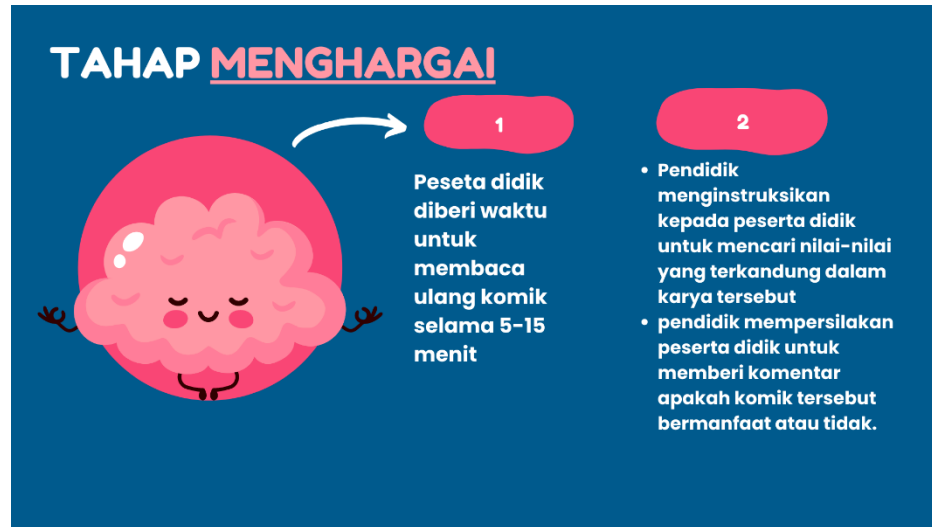 TAHAP MENGHARGAI
1
Peseta didik
diberi waktu
untuk
membaca
ulang komik
selama 5-15
menit
2
• Pendidik
menginstruksikan
kepada peserta didik
untuk mencari nilai-nilai
yang terkandung dalam
karya tersebut
• pendidik mempersilakan
peserta didik untuk
memberi komentar
apakah komik tersebut
bermanfaat atau tidak.